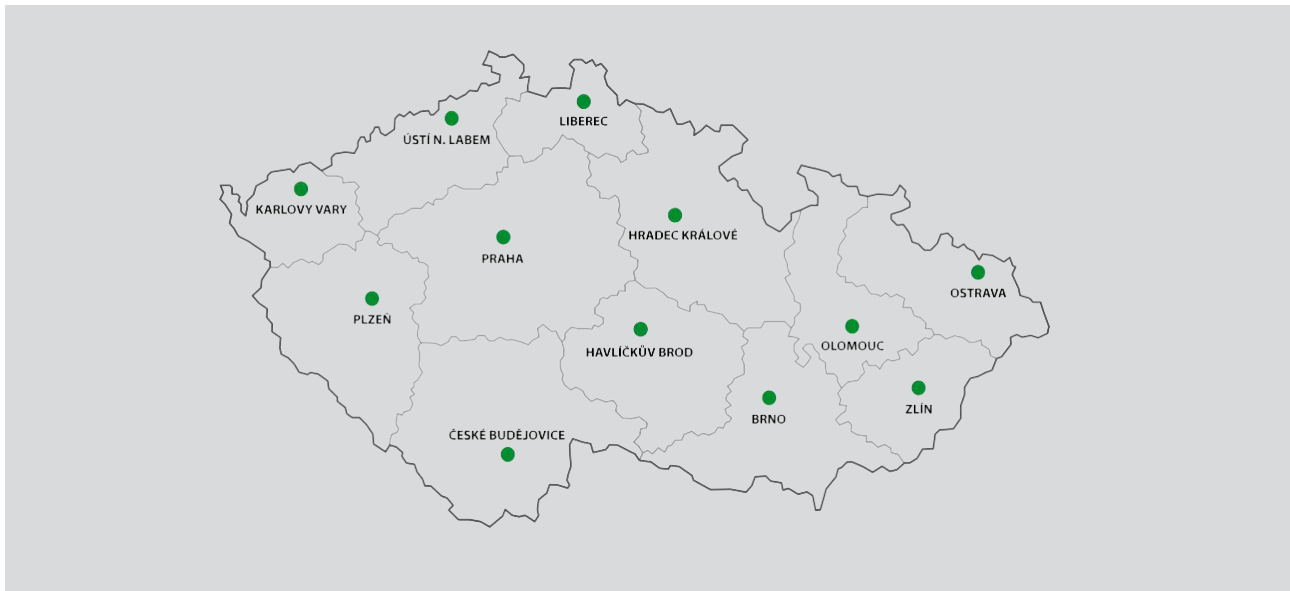 LIBEREC
ÚSTÍ N. LABEM
KARLOVY VARY
HRADEC KRÁLOVÉ
PRAHA
OSTRAVA
PLZEŇ
OLOMOUC
HAVLÍČKŮV BROD
ZLÍN
BRNO
ČESKÉ BUDĚJOVICE